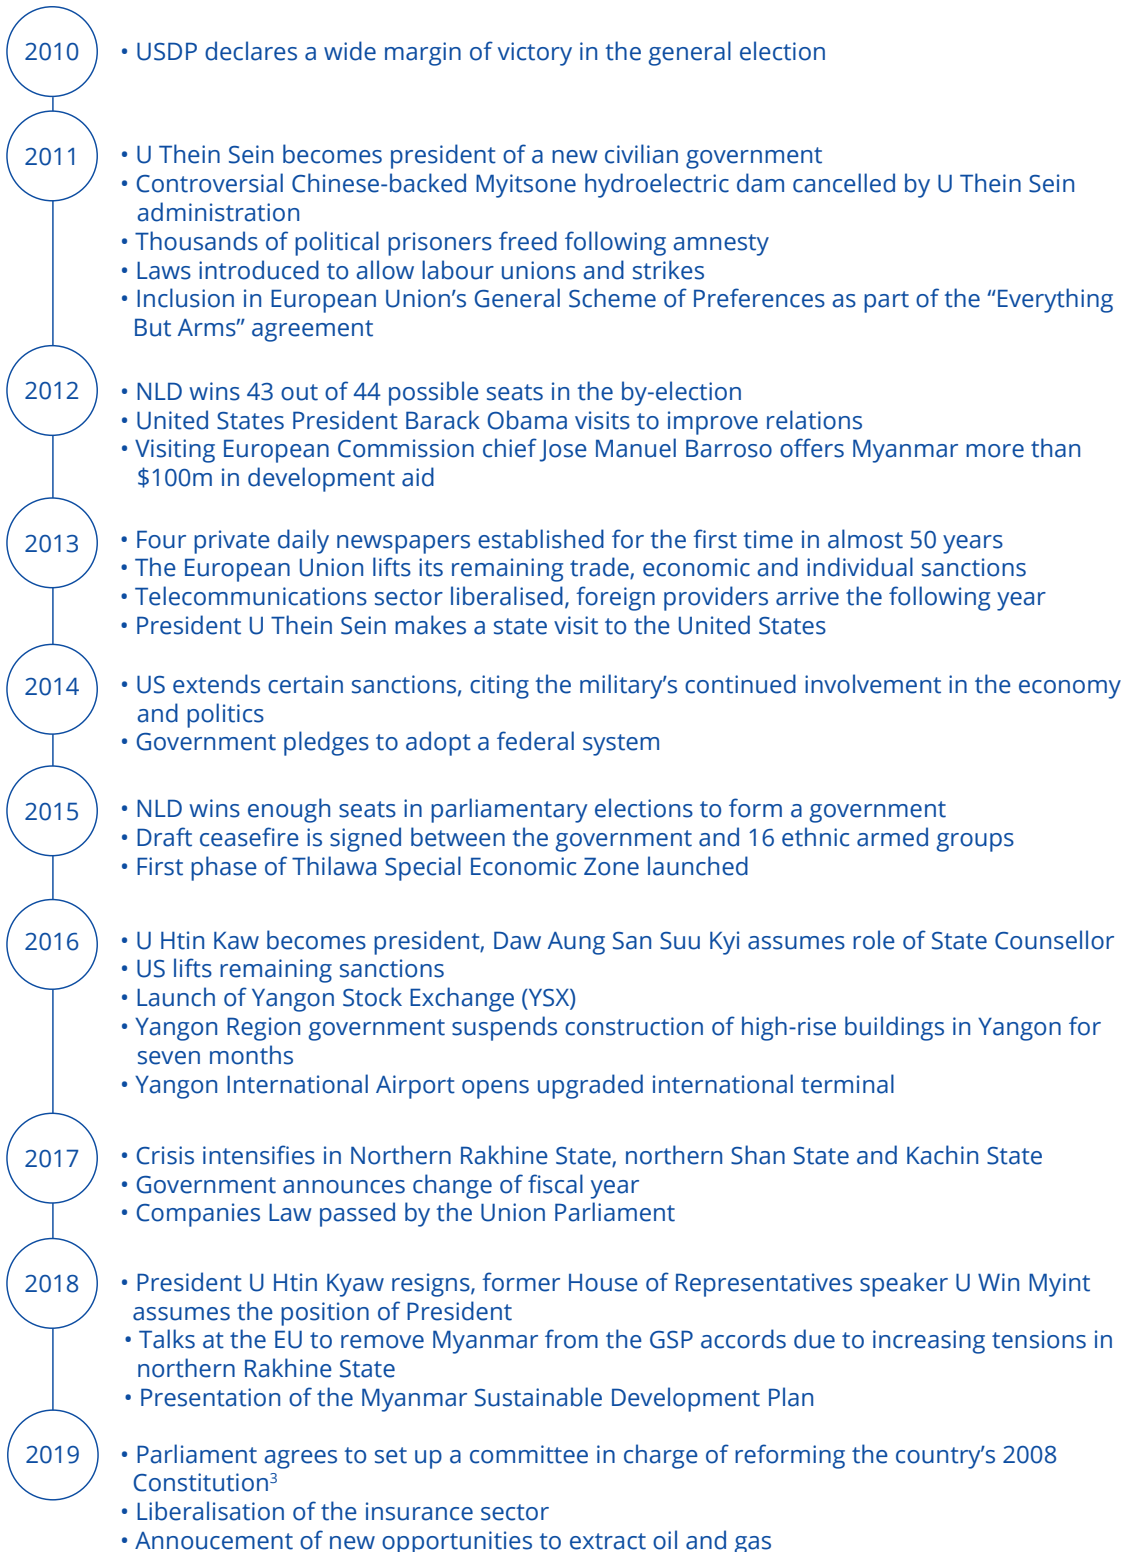 2010
• USDP declares a wide margin of victory in the general election
2011
• U Thein Sein becomes president of a new civilian government
• Controversial Chinese-backed Myitsone hydroelectric dam cancelled by U Thein Sein
administration
• Thousands of political prisoners freed following amnesty
• Laws introduced to allow labour unions and strikes
• Inclusion in European Union’s General Scheme of Preferences as part of the “Everything
But Arms” agreement
2012
• NLD wins 43 out of 44 possible seats in the by-election
• United States President Barack Obama visits to improve relations
• Visiting European Commission chief Jose Manuel Barroso offers Myanmar more than
$100m in development aid
2013
• Four private daily newspapers established for the first time in almost 50 years
• The European Union lifts its remaining trade, economic and individual sanctions
• Telecommunications sector liberalised, foreign providers arrive the following year
• President U Thein Sein makes a state visit to the United States
2014
• US extends certain sanctions, citing the military’s continued involvement in the economy
and politics
• Government pledges to adopt a federal system
2015
• NLD wins enough seats in parliamentary elections to form a government
• Draft ceasefire is signed between the government and 16 ethnic armed groups
• First phase of Thilawa Special Economic Zone launched
2016
• U Htin Kaw becomes president, Daw Aung San Suu Kyi assumes role of State Counsellor
• US lifts remaining sanctions
• Launch of Yangon Stock Exchange (YSX)
• Yangon Region government suspends construction of high-rise buildings in Yangon for
seven months
• Yangon International Airport opens upgraded international terminal
2017
• Crisis intensifies in Northern Rakhine State, northern Shan State and Kachin State
• Government announces change of fiscal year
• Companies Law passed by the Union Parliament
2018
• President U Htin Kyaw resigns, former House of Representatives speaker U Win Myint
assumes the position of President
• Talks at the EU to remove Myanmar from the GSP accords due to increasing tensions in
northern Rakhine State
• Presentation of the Myanmar Sustainable Development Plan
2019
• Parliament agrees to set up a committee in charge of reforming the country’s 2008
Constitution³
• Liberalisation of the insurance sector
• Annoucement of new opportunities to extract oil and gas